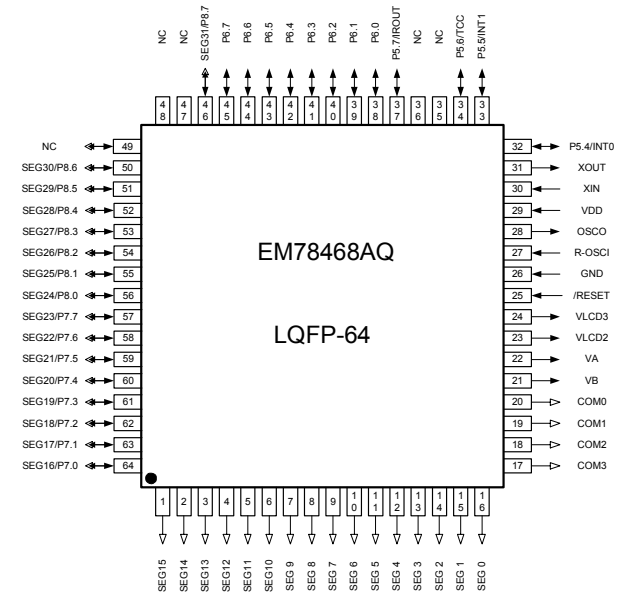 NC
NC
SEG31/P8.7
P6.7
P6.6
P6.5
P6.4
P6.3
P6.2
P6.1
P6.0
P5.7/IROUT
NC
NC
P5.6/TCC
P5.5/INT1
48
47
46
45
44
43
42
41
40
39
38
37
36
35
34
33
NC 49
SEG30/P8.6 50
SEG29/P8.5 51
SEG28/P8.4 52
SEG27/P8.3 53
SEG26/P8.2 54
SEG25/P8.1 55
SEG24/P8.0 56
SEG23/P7.7 57
SEG22/P7.6 58
SEG21/P7.5 59
SEG20/P7.4 60
SEG19/P7.3 61
SEG18/P7.2 62
SEG17/P7.1 63
SEG16/P7.0 64
EM78468AQ
LQFP-64
32 P5.4/INT0
31 XOUT
30 XIN
29 VDD
28 OSCO
27 R-OSCI
26 GND
25 /RESET
24 VLCD3
23 VLCD2
22 VA
21 VB
20 COM0
19 COM1
18 COM2
17 COM3
1
2
3
4
5
6
7
8
9
10
11
12
13
14
15
16
SEG15
SEG14
SEG13
SEG12
SEG11
SEG10
SEG 9
SEG 8
SEG 7
SEG 6
SEG 5
SEG 4
SEG 3
SEG 2
SEG 1
SEG 0